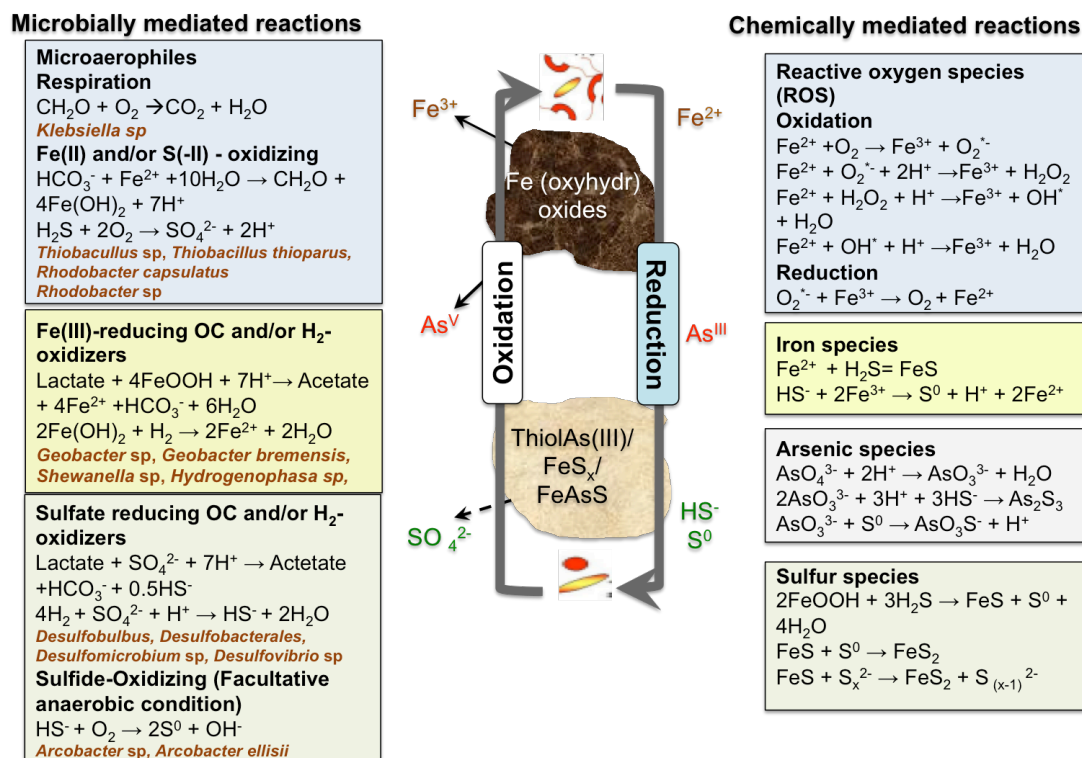 Microbially mediated reactions
Microaerophiles
Respiration
CH₂O + O₂ →CO₂ + H₂O
Klebsiella sp
Fe(II) and/or S(-II) - oxidizing
HCO₃⁻ + Fe²⁺ +10H₂O → CH₂O +
4Fe(OH)₂ + 7H⁺
H₂S + 2O₂ → SO₄²⁻ + 2H⁺
Thiobacullus sp, Thiobacillus thioparus,
Rhodobacter capsulatus
Rhodobacter sp
Fe(III)-reducing OC and/or H₂-
oxidizers
Lactate + 4FeOOH + 7H⁺→ Acetate
+ 4Fe²⁺ +HCO₃⁻ + 6H₂O
2Fe(OH)₂ + H₂ → 2Fe²⁺ + 2H₂O
Geobacter sp, Geobacter bremensis,
Shewanella sp, Hydrogenophasa sp,
Sulfate reducing OC and/or H₂-
oxidizers
Lactate + SO₄²⁻ + 7H⁺ → Actetate
+HCO₃⁻ + 0.5HS⁻
4H₂ + SO₄²⁻ + H⁺ → HS⁻ + 2H₂O
Desulfobulbus, Desulfobacterales,
Desulfomicrobium sp, Desulfovibrio sp
Sulfide-Oxidizing (Facultative
anaerobic condition)
HS⁻ + O₂ → 2S⁰ + OH⁻
Arcobacter sp, Arcobacter ellisii
Fe³⁺
Fe²⁺
Fe (oxyhydr)
oxides
Oxidation
Reduction
As^V
As^III
ThiolAs(III)/
FeSₓ/
FeAsS
SO ₄²⁻
HS⁻
S⁰
Chemically mediated reactions
Reactive oxygen species
(ROS)
Oxidation
Fe²⁺ +O₂ → Fe³⁺ + O₂*⁻
Fe²⁺ + O₂*⁻ + 2H⁺ →Fe³⁺ + H₂O₂
Fe²⁺ + H₂O₂ + H⁺ →Fe³⁺ + OH*
+ H₂O
Fe²⁺ + OH* + H⁺ →Fe³⁺ + H₂O
Reduction
O₂*⁻ + Fe³⁺ → O₂ + Fe²⁺
Iron species
Fe²⁺ + H₂S= FeS
HS⁻ + 2Fe³⁺ → S⁰ + H⁺ + 2Fe²⁺
Arsenic species
AsO₄³⁻ + 2H⁺ → AsO₃³⁻ + H₂O
2AsO₃³⁻ + 3H⁺ + 3HS⁻ → As₂S₃
AsO₃³⁻ + S⁰ → AsO₃S⁻ + H⁺
Sulfur species
2FeOOH + 3H₂S → FeS + S⁰ +
4H₂O
FeS + S⁰ → FeS₂
FeS + Sₓ²⁻ → FeS₂ + S ₍ₓ₋₁₎ ²⁻